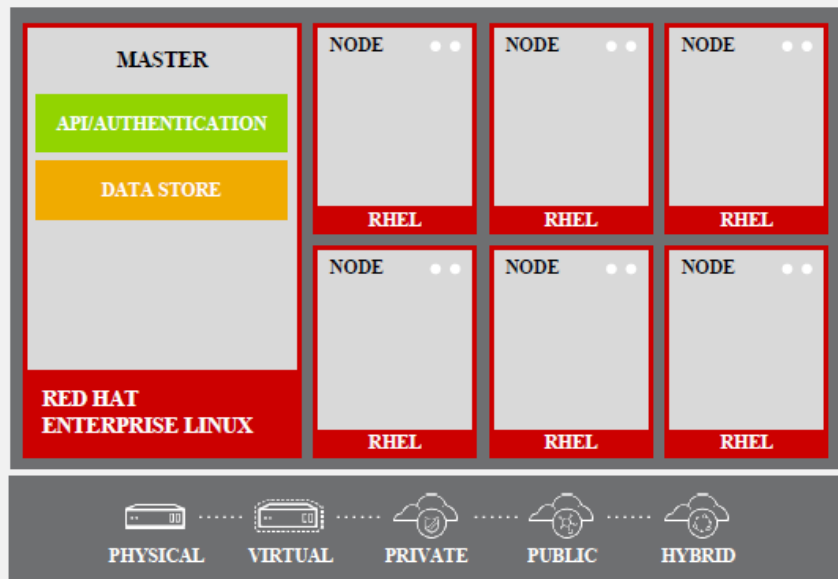 MASTER
API/AUTHENTICATION
DATA STORE
RED HAT
ENTERPRISE LINUX
NODE
RHEL
NODE
RHEL
NODE
RHEL
NODE
RHEL
NODE
RHEL
NODE
RHEL
PHYSICAL
VIRTUAL
PRIVATE
PUBLIC
HYBRID